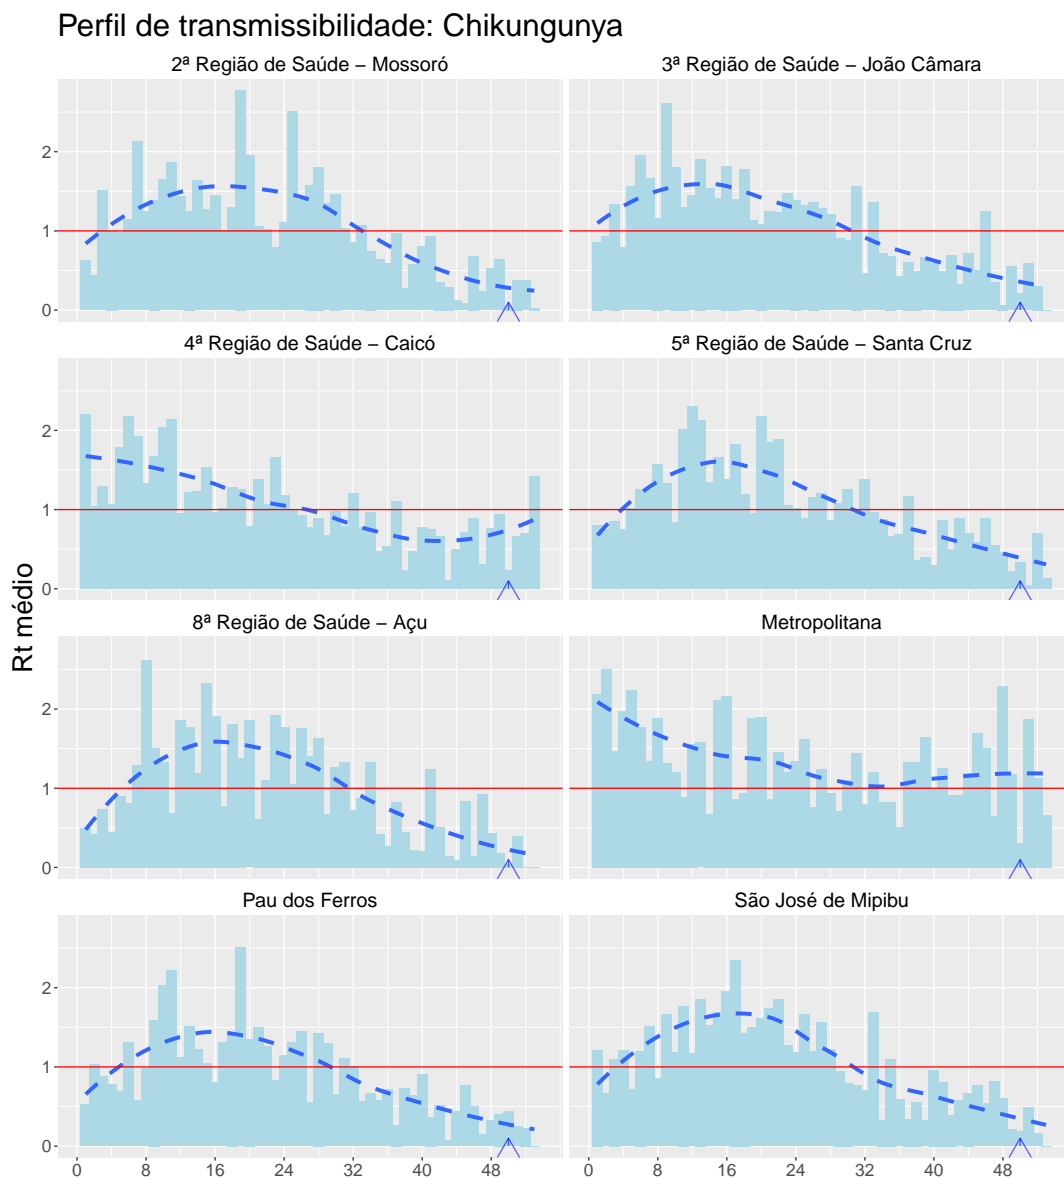 Perfil de transmissibilidade: Chikungunya
2ª Região de Saúde − Mossoró
3ª Região de Saúde − João Câmara
2
1
0
4ª Região de Saúde − Caicó
5ª Região de Saúde − Santa Cruz
2
1
0
Rt médio
8ª Região de Saúde − Açu
Metropolitana
2
1
0
Pau dos Ferros
São José de Mipibu
2
1
0
0 8 16 24 32 40 48
0 8 16 24 32 40 48